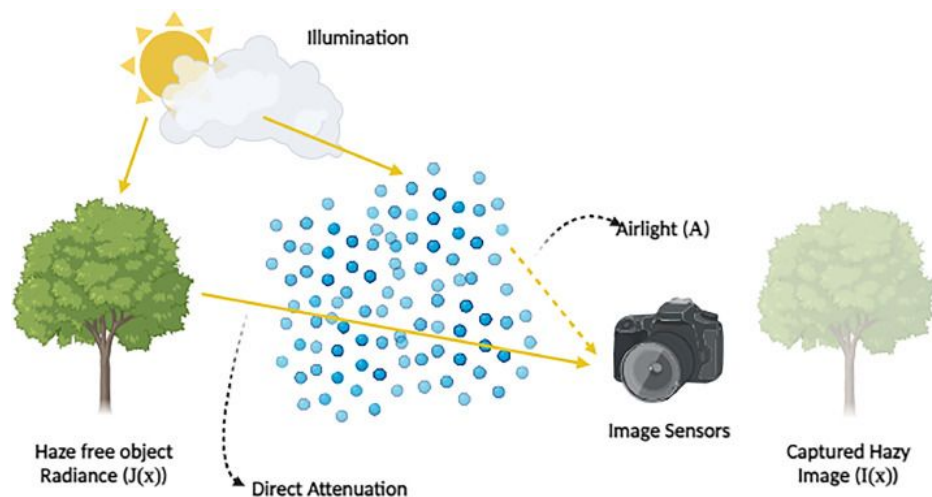 Illumination
Airlight (A)
Image Sensors
Haze free object
Radiance (J(x))
Captured Hazy
Image (I(x))
Direct Attenuation